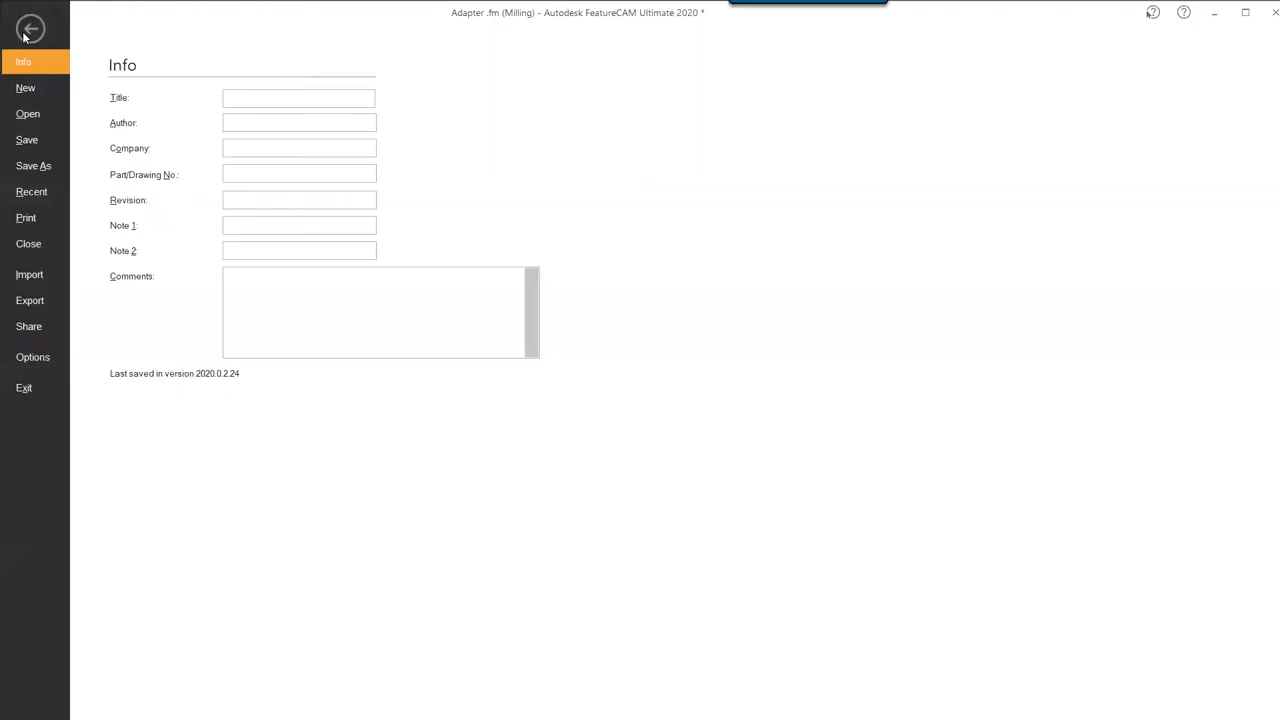 Adapter .fm (Milling) - Autodesk FeatureCAM Ultimate 2020 *
Info
New
Open
Save
Save As
Recent
Print
Close
Import
Export
Share
Options
Exit
Info
Title:
Author:
Company:
Part/Drawing No.:
Revision:
Note 1:
Note 2:
Comments:
Last saved in version 2020.0.2.24